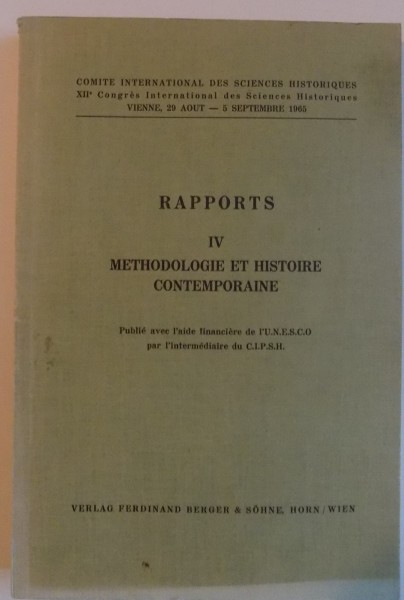 COMITE INTERNATIONAL DES SCIENCES HISTORIQUES
XIIe Congrès International des Sciences Historiques
VIENNE, 29 AOUT — 5 SEPTEMBRE 1965
RAPPORTS
IV
METHODOLOGIE ET HISTOIRE
CONTEMPORAINE
Publié avec l'aide financière de l'U.N.E.S.C.O
par l'intermédiaire du C.I.P.S.H.
VERLAG FERDINAND BERGER & SÖHNE, HORN/WIEN